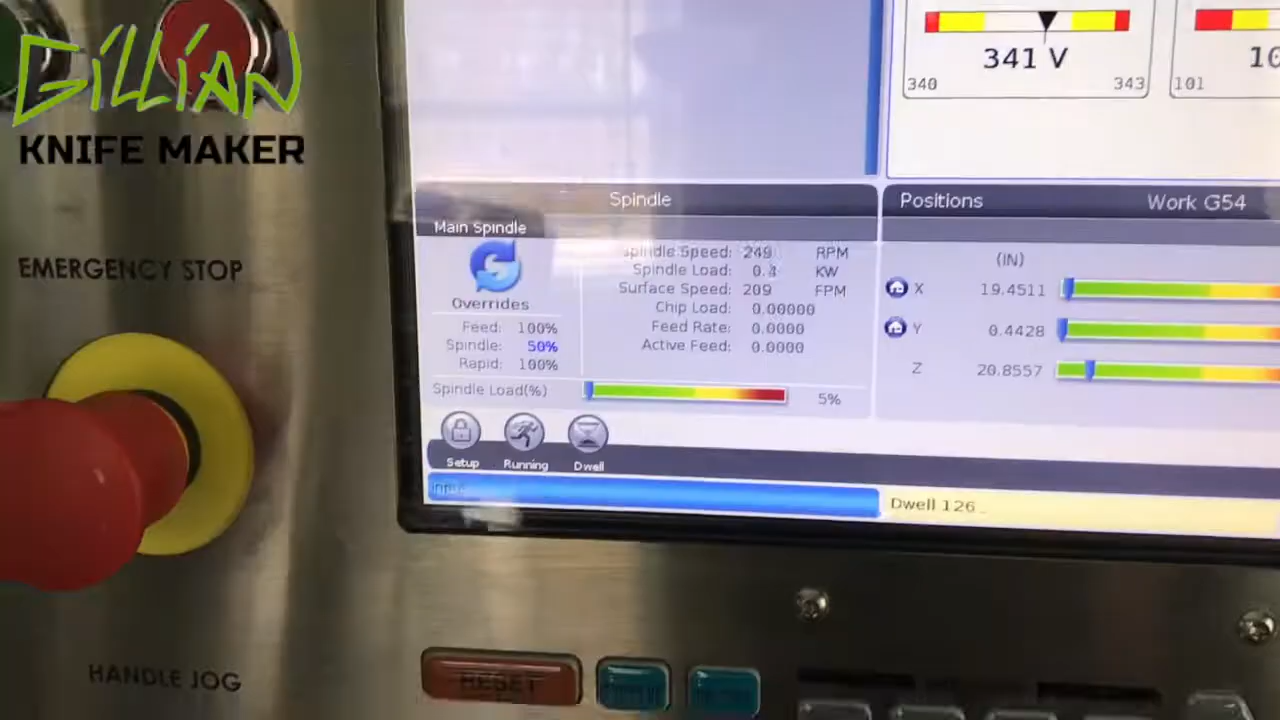 GiLLiAN
KNIFE MAKER
EMERGENCY STOP
HANDLE JOG
341 V
340
343
101
Spindle
Main Spindle
Overrides
Feed: 100%
Spindle: 50%
Rapid: 100%
Spindle Speed: 249 RPM
Spindle Load: KW
Surface Speed: 209 FPM
Chip Load: 0.00000
Feed Rate: 0.0000
Active Feed: 0.0000
Spindle Load(%) 5%
Setup
Running
Dwell
Input:
Positions
Work G54
(IN)
X 19.4511
Y 0.4428
Z 20.8557
Dwell 126
RESET